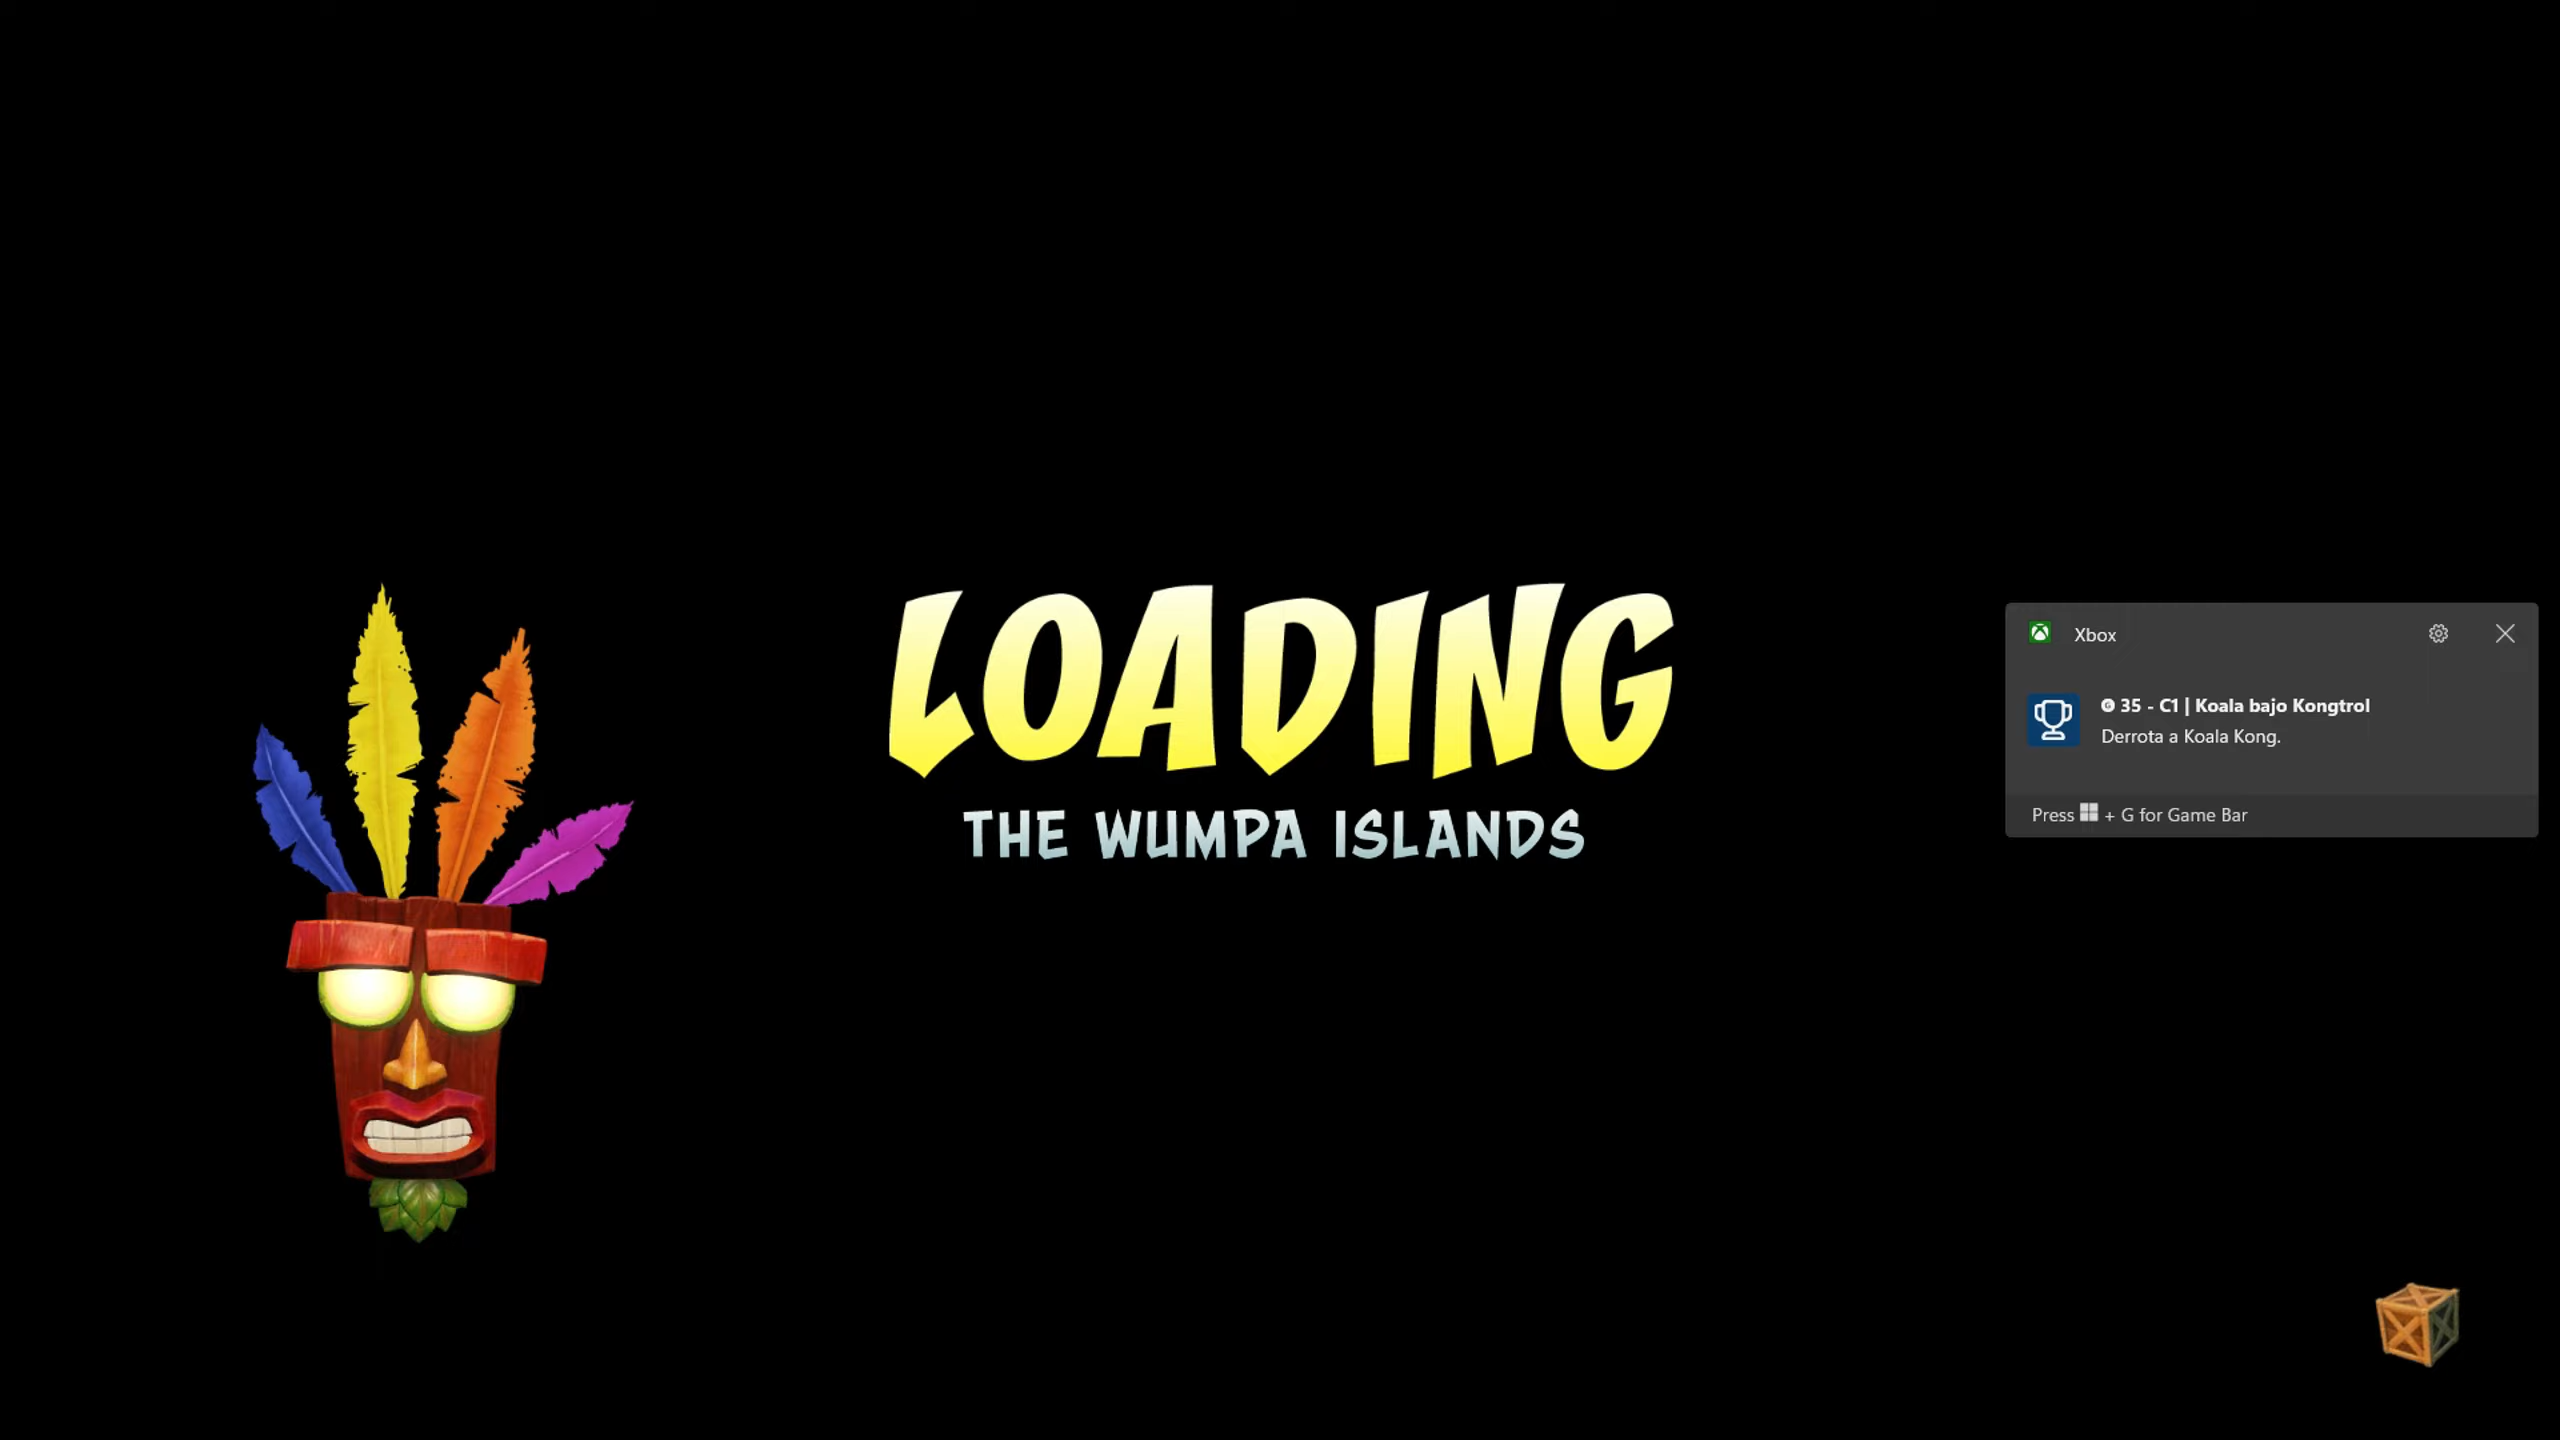 LOADING
THE WUMPA ISLANDS
Xbox
G 35 - C1 | Koala bajo Kongtrol
Derrota a Koala Kong.
Press + G for Game Bar